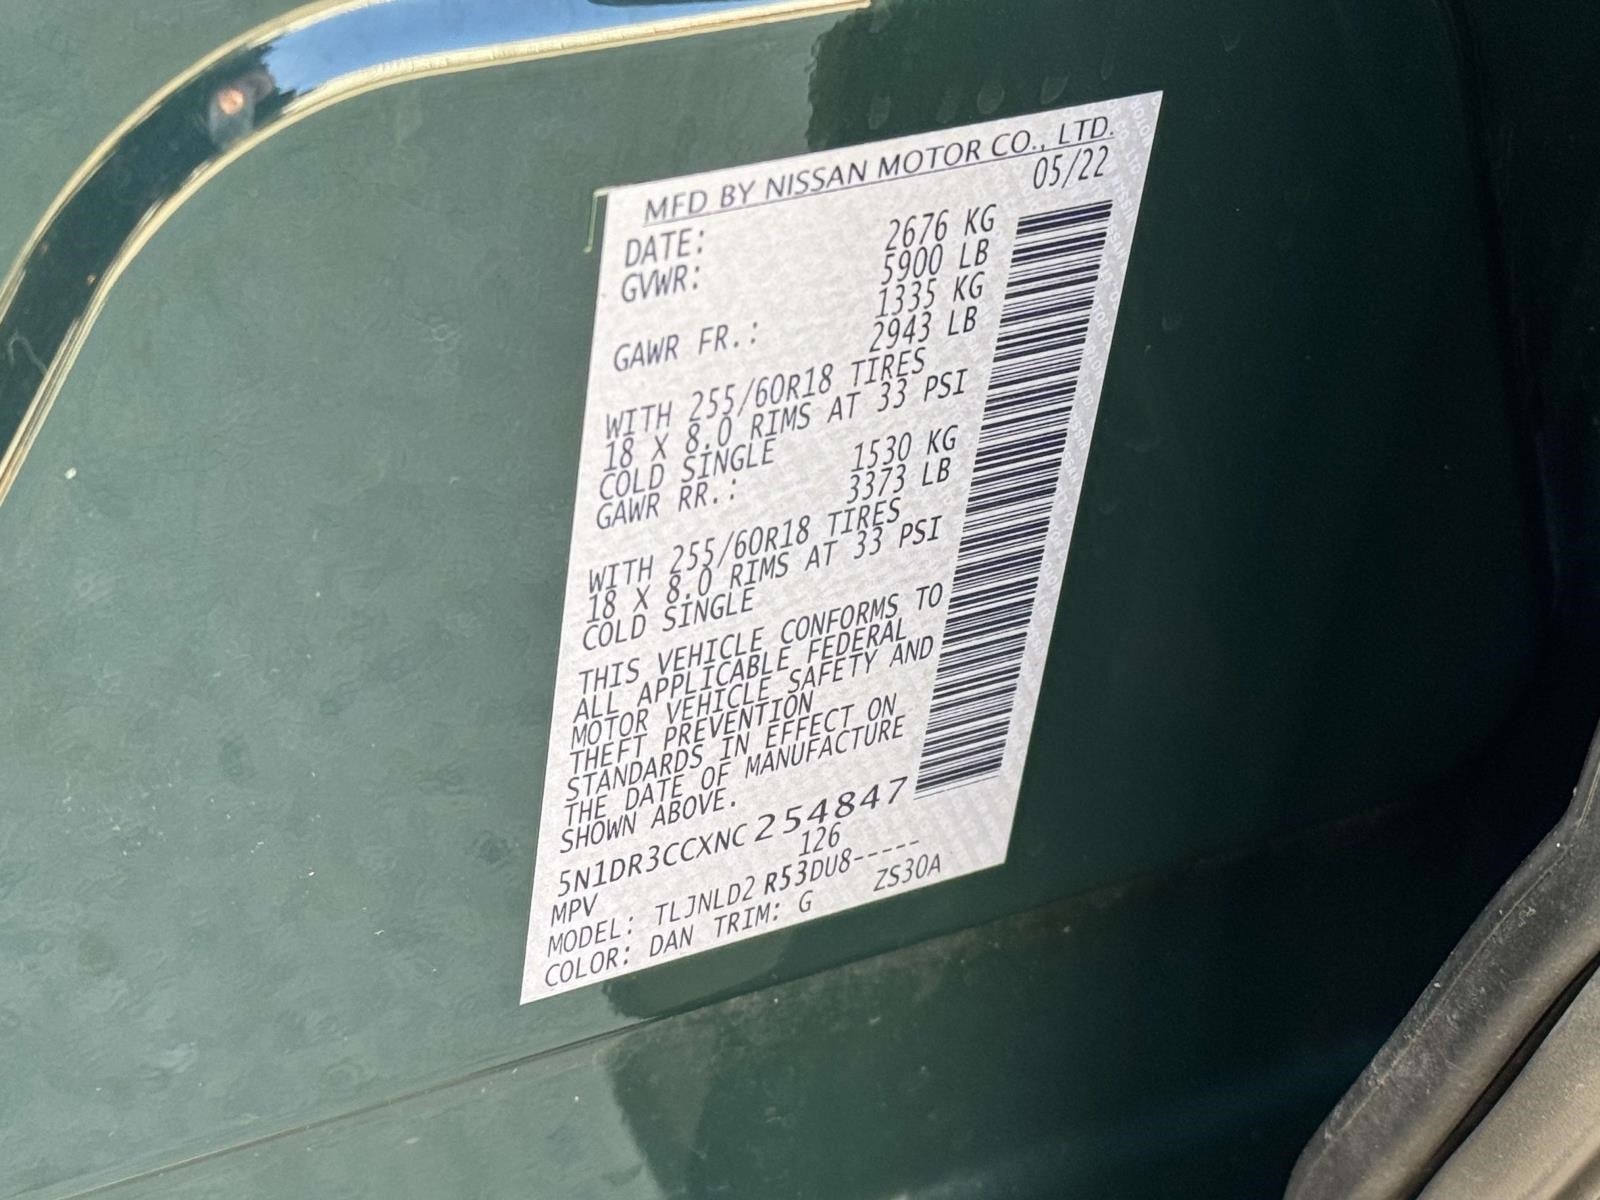 MFD BY NISSAN MOTOR CO., LTD.
DATE: 05/22
GVWR: 2676 KG
5900 LB
GAWR FR.: 1335 KG
2943 LB
WITH 255/60R18 TIRES
18 X 8.0 RIMS AT 33 PSI
COLD SINGLE
GAWR RR.: 1530 KG
3373 LB
WITH 255/60R18 TIRES
18 X 8.0 RIMS AT 33 PSI
COLD SINGLE
THIS VEHICLE CONFORMS TO
ALL APPLICABLE FEDERAL
MOTOR VEHICLE SAFETY AND
THEFT PREVENTION
STANDARDS IN EFFECT ON
THE DATE OF MANUFACTURE
SHOWN ABOVE.
5N1DR3CCXNC254847
MPV 126
MODEL: TLJNLD2 R53DU8-----
COLOR: DAN TRIM: G ZS30A